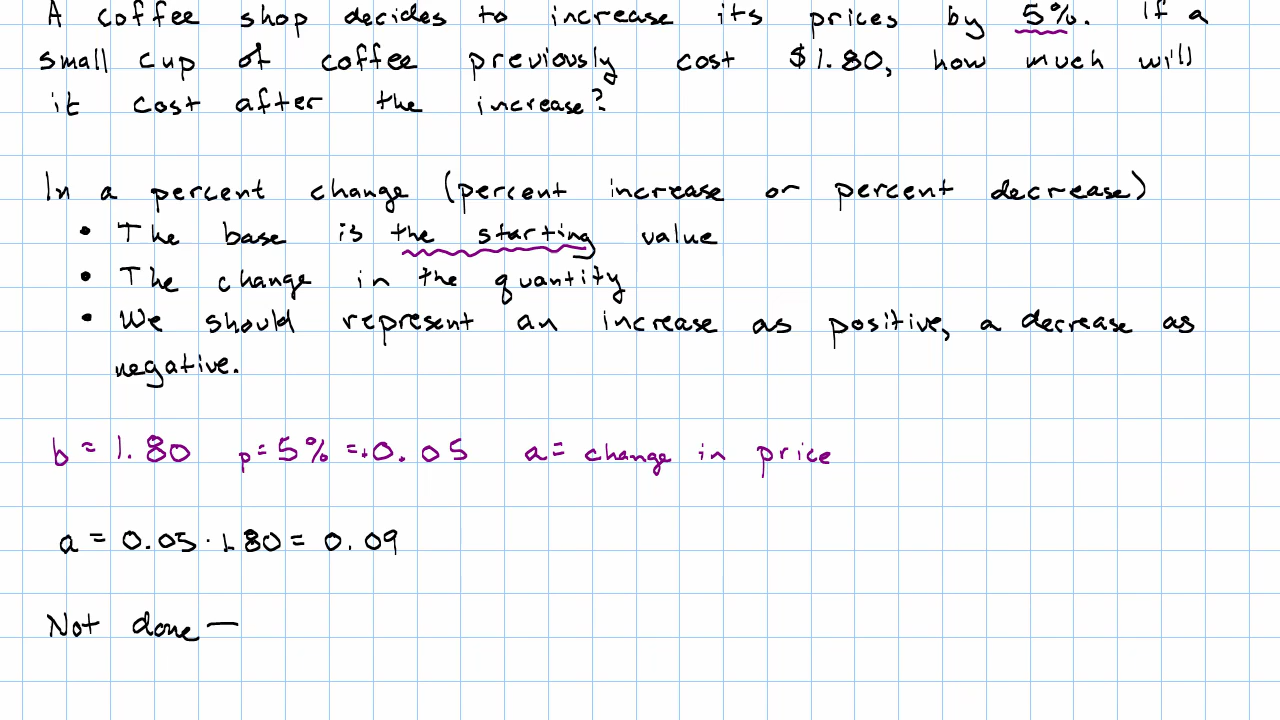 A coffee shop decides to increase its prices by 5%. If a
small cup of coffee previously cost $1.80, how much will
it cost after the increase?
In a percent change (percent increase or percent decrease)
• The base is the starting value
• The change in the quantity
• We should represent an increase as positive, a decrease as
negative.
b = 1.80 p = 5% = +0.05 a = change in price
a = 0.05 · 1.80 = 0.09
Not done —